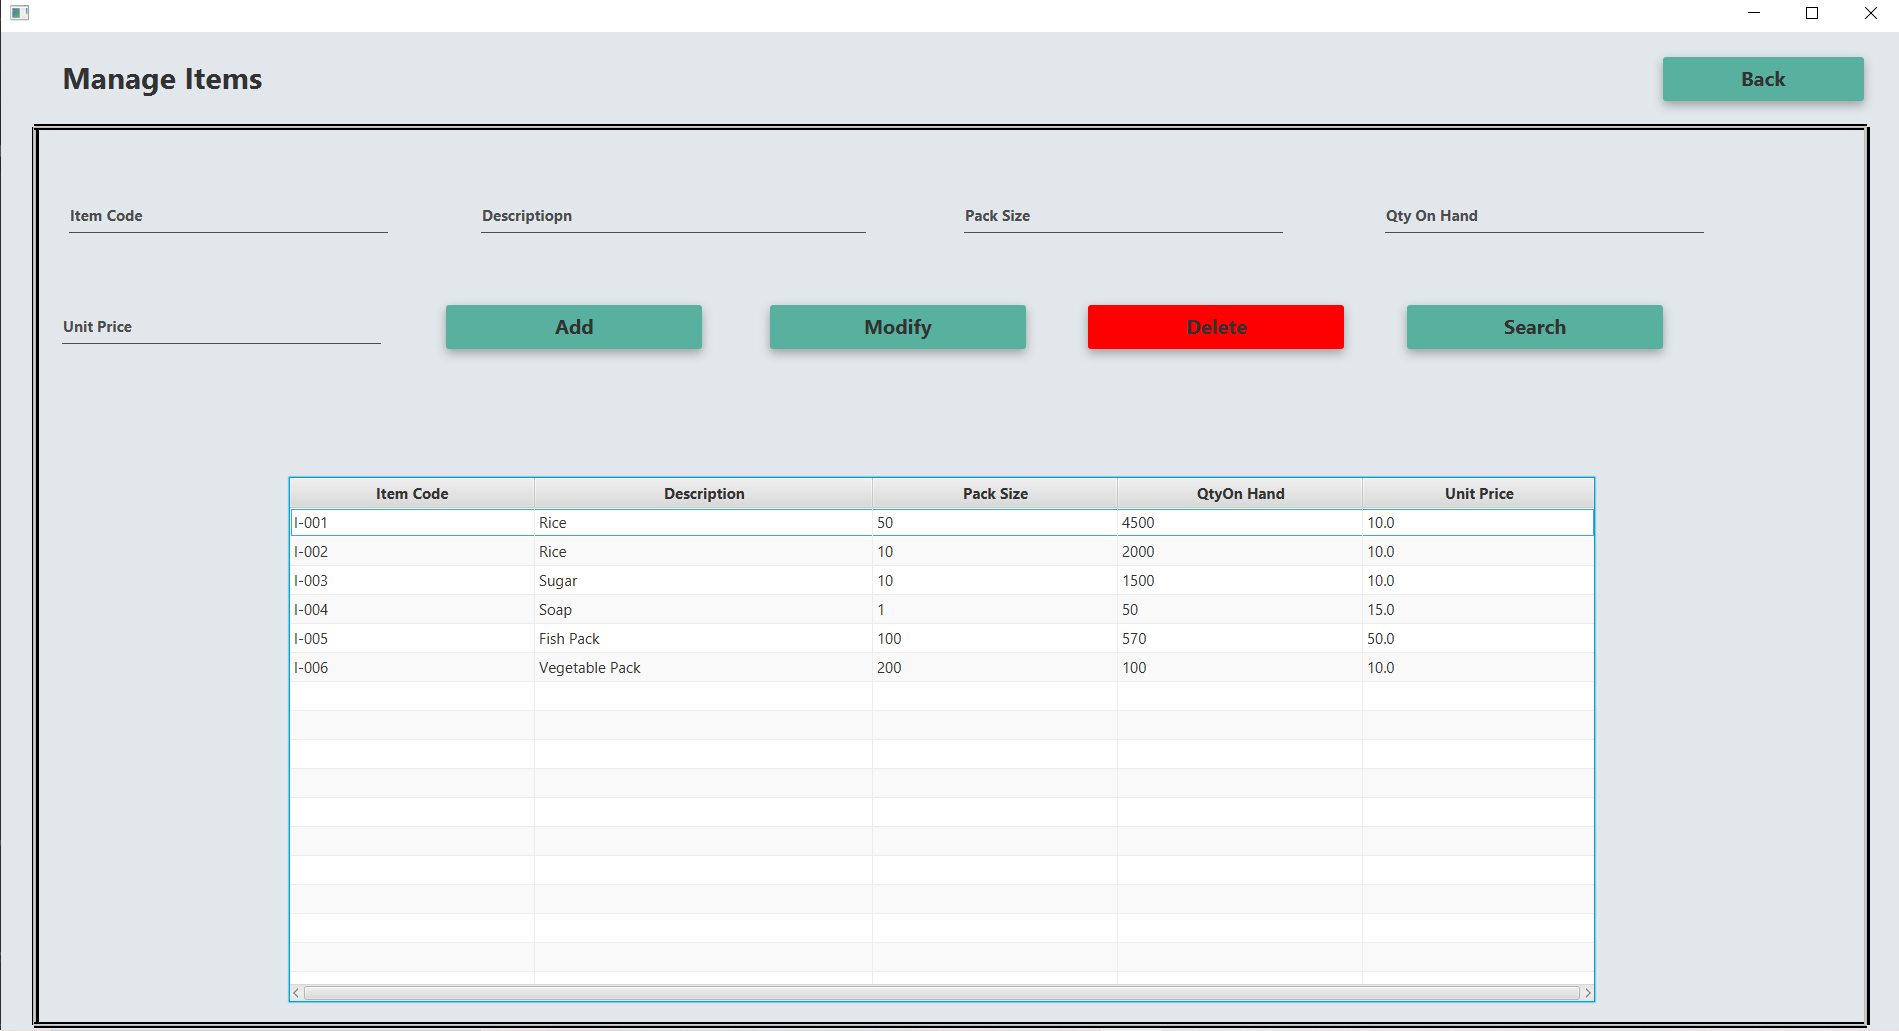 Manage Items
Back
Item Code Descriptiopn Pack Size Qty On Hand
Unit Price Add Modify Delete Search
Item Code Description Pack Size QtyOn Hand Unit Price
I-001 Rice 50 4500 10.0
I-002 Rice 10 2000 10.0
I-003 Sugar 10 1500 10.0
I-004 Soap 1 50 15.0
I-005 Fish Pack 100 570 50.0
I-006 Vegetable Pack 200 100 10.0